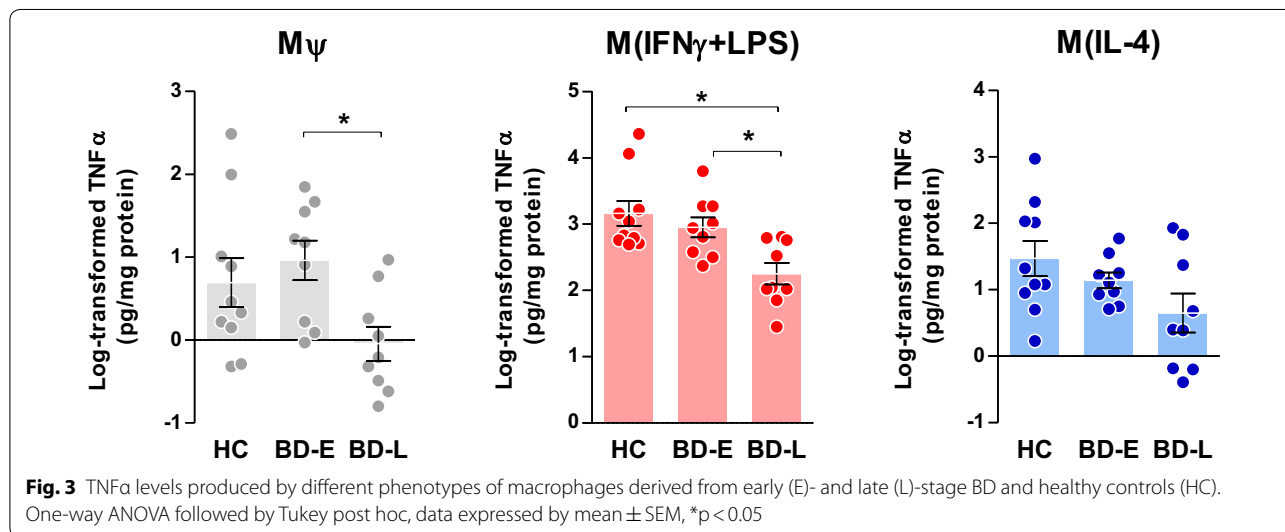 Mψ
M(IFNγ+LPS)
M(IL-4)
Log-transformed TNFα
(pg/mg protein)
3
2
1
0
-1
*
HC BD-E BD-L
Log-transformed TNFα
(pg/mg protein)
5
4
3
2
1
0
*
*
HC BD-E BD-L
Log-transformed TNFα
(pg/mg protein)
4
3
2
1
0
-1
HC BD-E BD-L
Fig. 3 TNFα levels produced by different phenotypes of macrophages derived from early (E)- and late (L)-stage BD and healthy controls (HC).
One-way ANOVA followed by Tukey post hoc, data expressed by mean ± SEM, *p < 0.05